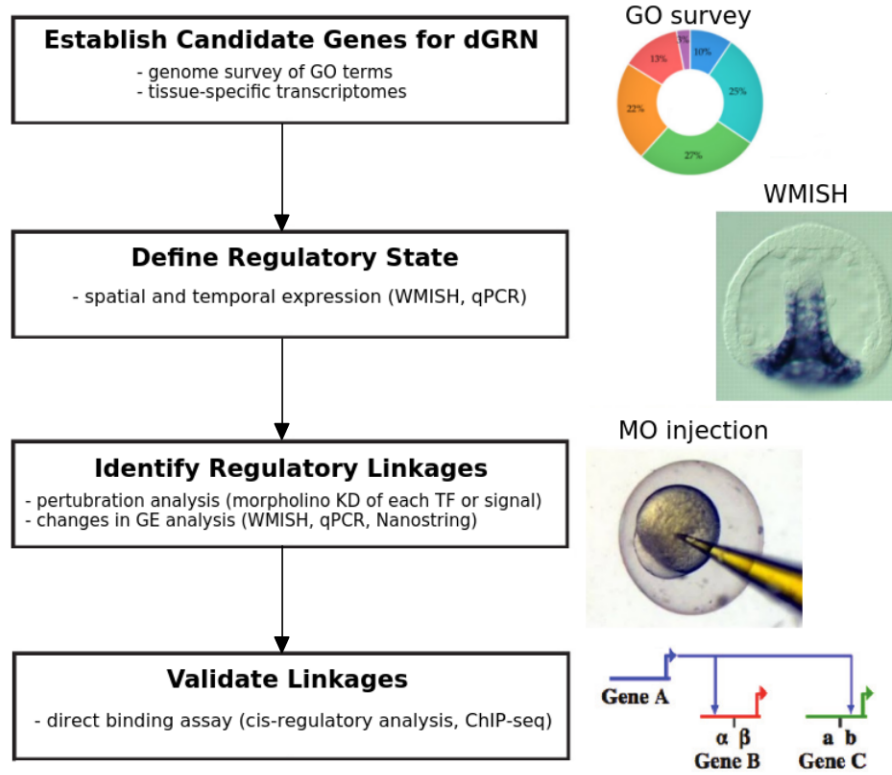 Establish Candidate Genes for dGRN
- genome survey of GO terms
- tissue-specific transcriptomes
GO survey
3%
10%
13%
25%
22%
27%
WMISH
Define Regulatory State
- spatial and temporal expression (WMISH, qPCR)
MO injection
Identify Regulatory Linkages
- pertubration analysis (morpholino KD of each TF or signal)
- changes in GE analysis (WMISH, qPCR, Nanostring)
Validate Linkages
- direct binding assay (cis-regulatory analysis, ChIP-seq)
Gene A
α β
a b
Gene B
Gene C